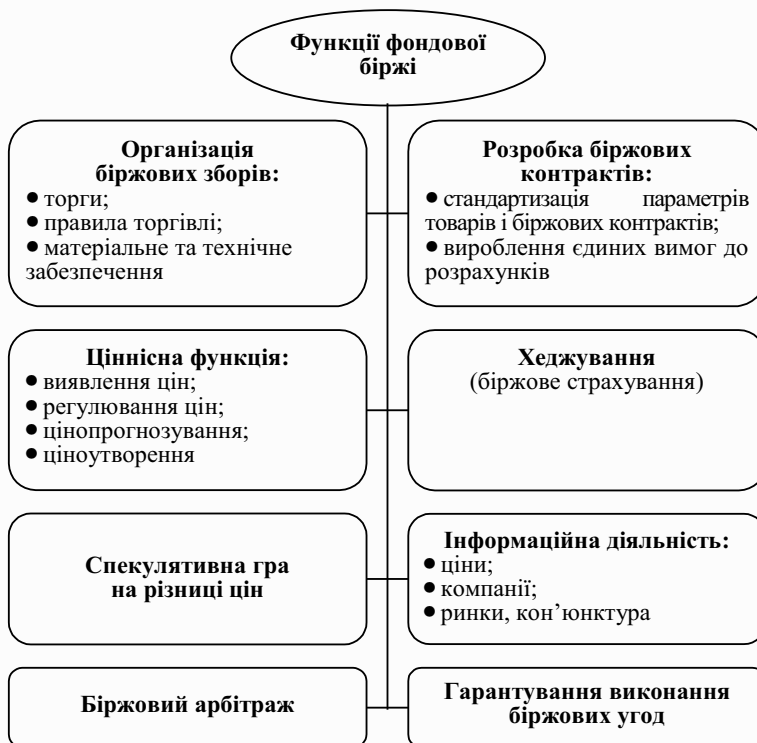 Функції фондової
біржі
Організація
біржових зборів:
● торги;
● правила торгівлі;
● матеріальне та технічне
забезпечення
Розробка біржових
контрактів:
● стандартизація параметрів
товарів і біржових контрактів;
● вироблення єдиних вимог до
розрахунків
Ціннісна функція:
● виявлення цін;
● регулювання цін;
● цінопрогнозування;
● ціноутворення
Хеджування
(біржове страхування)
Спекулятивна гра
на різниці цін
Інформаційна діяльність:
● ціни;
● компанії;
● ринки, кон’юнктура
Біржовий арбітраж
Гарантування виконання
біржових угод